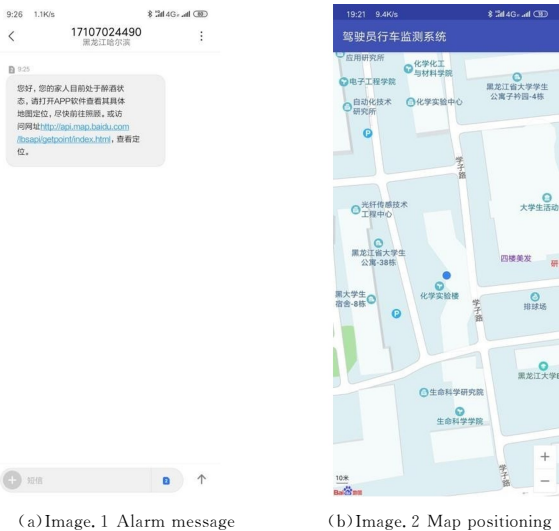 9:26 1.1K/s 4G+
17107024490
黑龙江哈尔滨
9:25
您好，您的家人目前处于醉酒状
态，请打开APP软件查看其具体
地图定位，尽快前往照顾，或访
问网址http://api.map.baidu.com
/lbsapi/getpoint/index.html，查看定
位。
短信
(a)Image. 1 Alarm message
19:21 9.4K/s 4G+
驾驶员行车监测系统
应用研究所
化学化工
与材料学院
电子工程学院
黑龙江省大学学生
公寓子衿园-4栋
自动化技术
研究所
化学实验中心
P
学子路
光纤传感技术
工程中心
大学生活动
黑龙江省大学生
公寓-38栋
四楼美发
研
黑大学生
宿舍-8栋
化学实验楼
学子路
排球场
P
黑龙江大学
生命科学研究院
生命科学学院
学子路
10米
Bai
(b)Image. 2 Map positioning